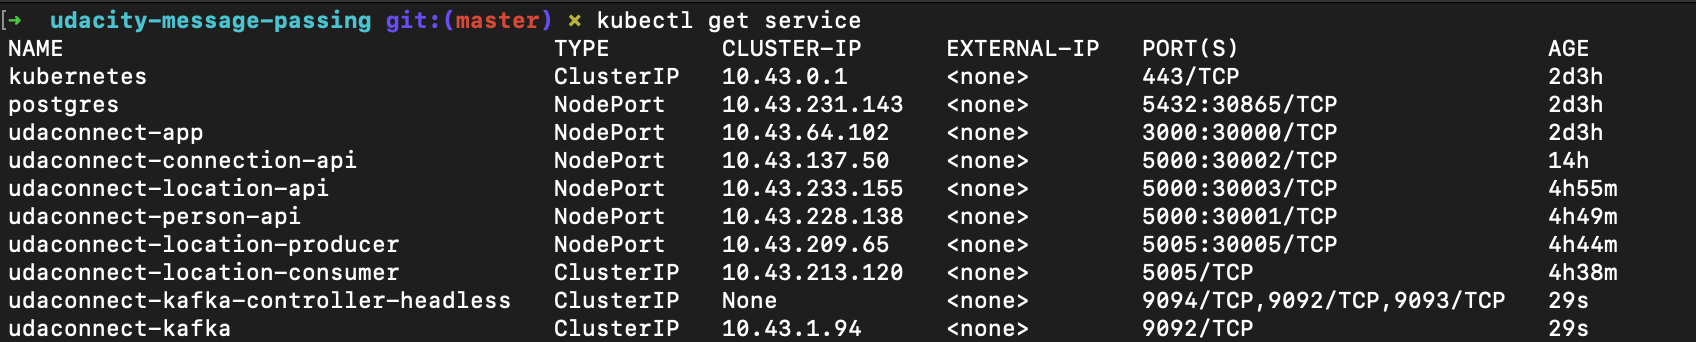 [➜  udacity-message-passing git:(master) ✗ kubectl get service
NAME                                  TYPE        CLUSTER-IP      EXTERNAL-IP   PORT(S)                      AGE
kubernetes                            ClusterIP   10.43.0.1       <none>        443/TCP                      2d3h
postgres                              NodePort    10.43.231.143   <none>        5432:30865/TCP               2d3h
udaconnect-app                        NodePort    10.43.64.102    <none>        3000:30000/TCP               2d3h
udaconnect-connection-api             NodePort    10.43.137.50    <none>        5000:30002/TCP               14h
udaconnect-location-api               NodePort    10.43.233.155   <none>        5000:30003/TCP               4h55m
udaconnect-person-api                 NodePort    10.43.228.138   <none>        5000:30001/TCP               4h49m
udaconnect-location-producer          NodePort    10.43.209.65    <none>        5005:30005/TCP               4h44m
udaconnect-location-consumer          ClusterIP   10.43.213.120   <none>        5005/TCP                     4h38m
udaconnect-kafka-controller-headless  ClusterIP   None            <none>        9094/TCP,9092/TCP,9093/TCP   29s
udaconnect-kafka                      ClusterIP   10.43.1.94      <none>        9092/TCP                     29s